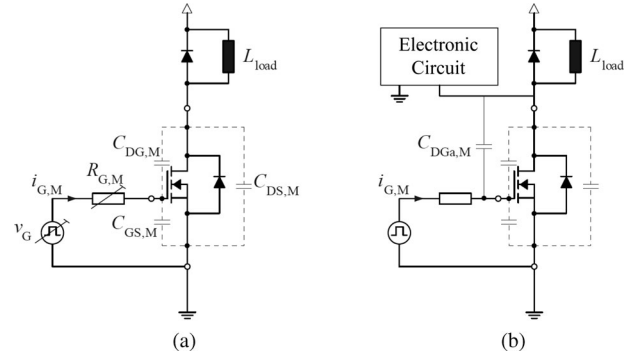 L_load
C_DG,M
R_G,M
i_G,M
C_DS,M
C_GS,M
v_G
(a)
Electronic
Circuit
L_load
C_DGa,M
i_G,M
(b)